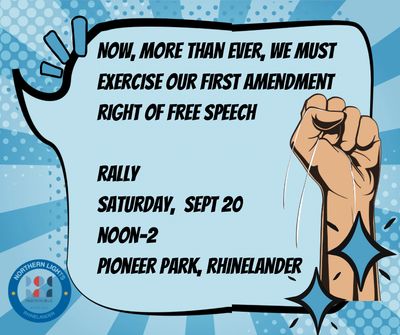 NOW, MORE THAN EVER, WE MUST
EXERCISE OUR FIRST AMENDMENT
RIGHT OF FREE SPEECH
RALLY
SATURDAY, SEPT 20
NOON-2
PIONEER PARK, RHINELANDER
NORTHERN LIGHTS
RHINELANDER